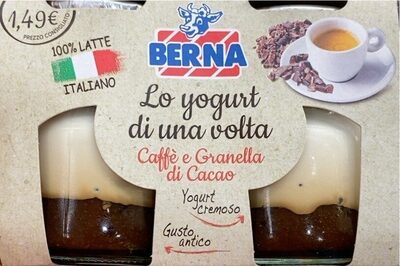 1,49€
PREZZO CONSIGLIATO
100% LATTE
ITALIANO
BERNA
Lo yogurt
di una volta
Caffè e Granella
di Cacao
Yogurt
cremoso
Gusto
antico